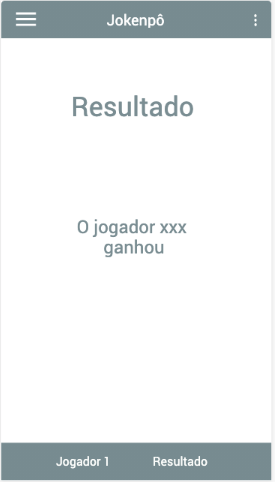 Jokenpô
Resultado
O jogador xxx
ganhou
Jogador 1 Resultado